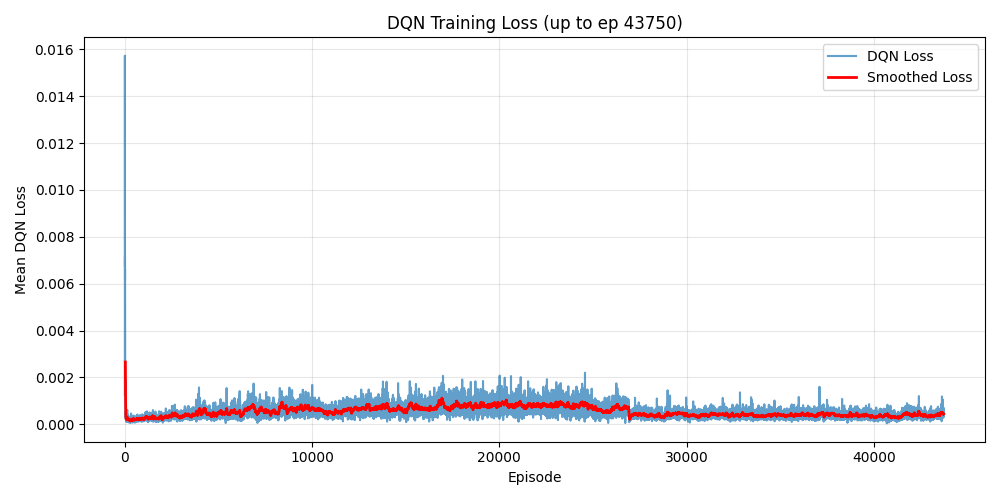 DQN Training Loss (up to ep 43750)
DQN Loss
Smoothed Loss
Mean DQN Loss
0.016
0.014
0.012
0.010
0.008
0.006
0.004
0.002
0.000
0 10000 20000 30000 40000
Episode